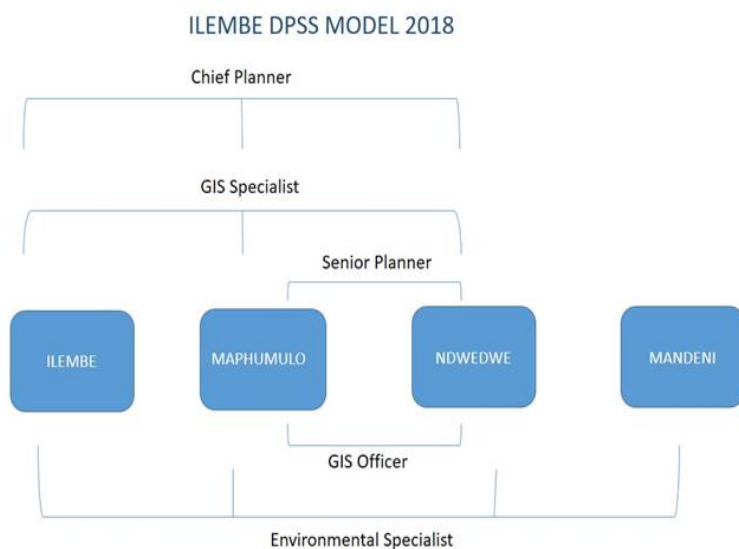 ILEMBE DPSS MODEL 2018
Chief Planner
GIS Specialist
Senior Planner
ILEMBE
MAPHUMULO
NDWEDWE
MANDENI
GIS Officer
Environmental Specialist